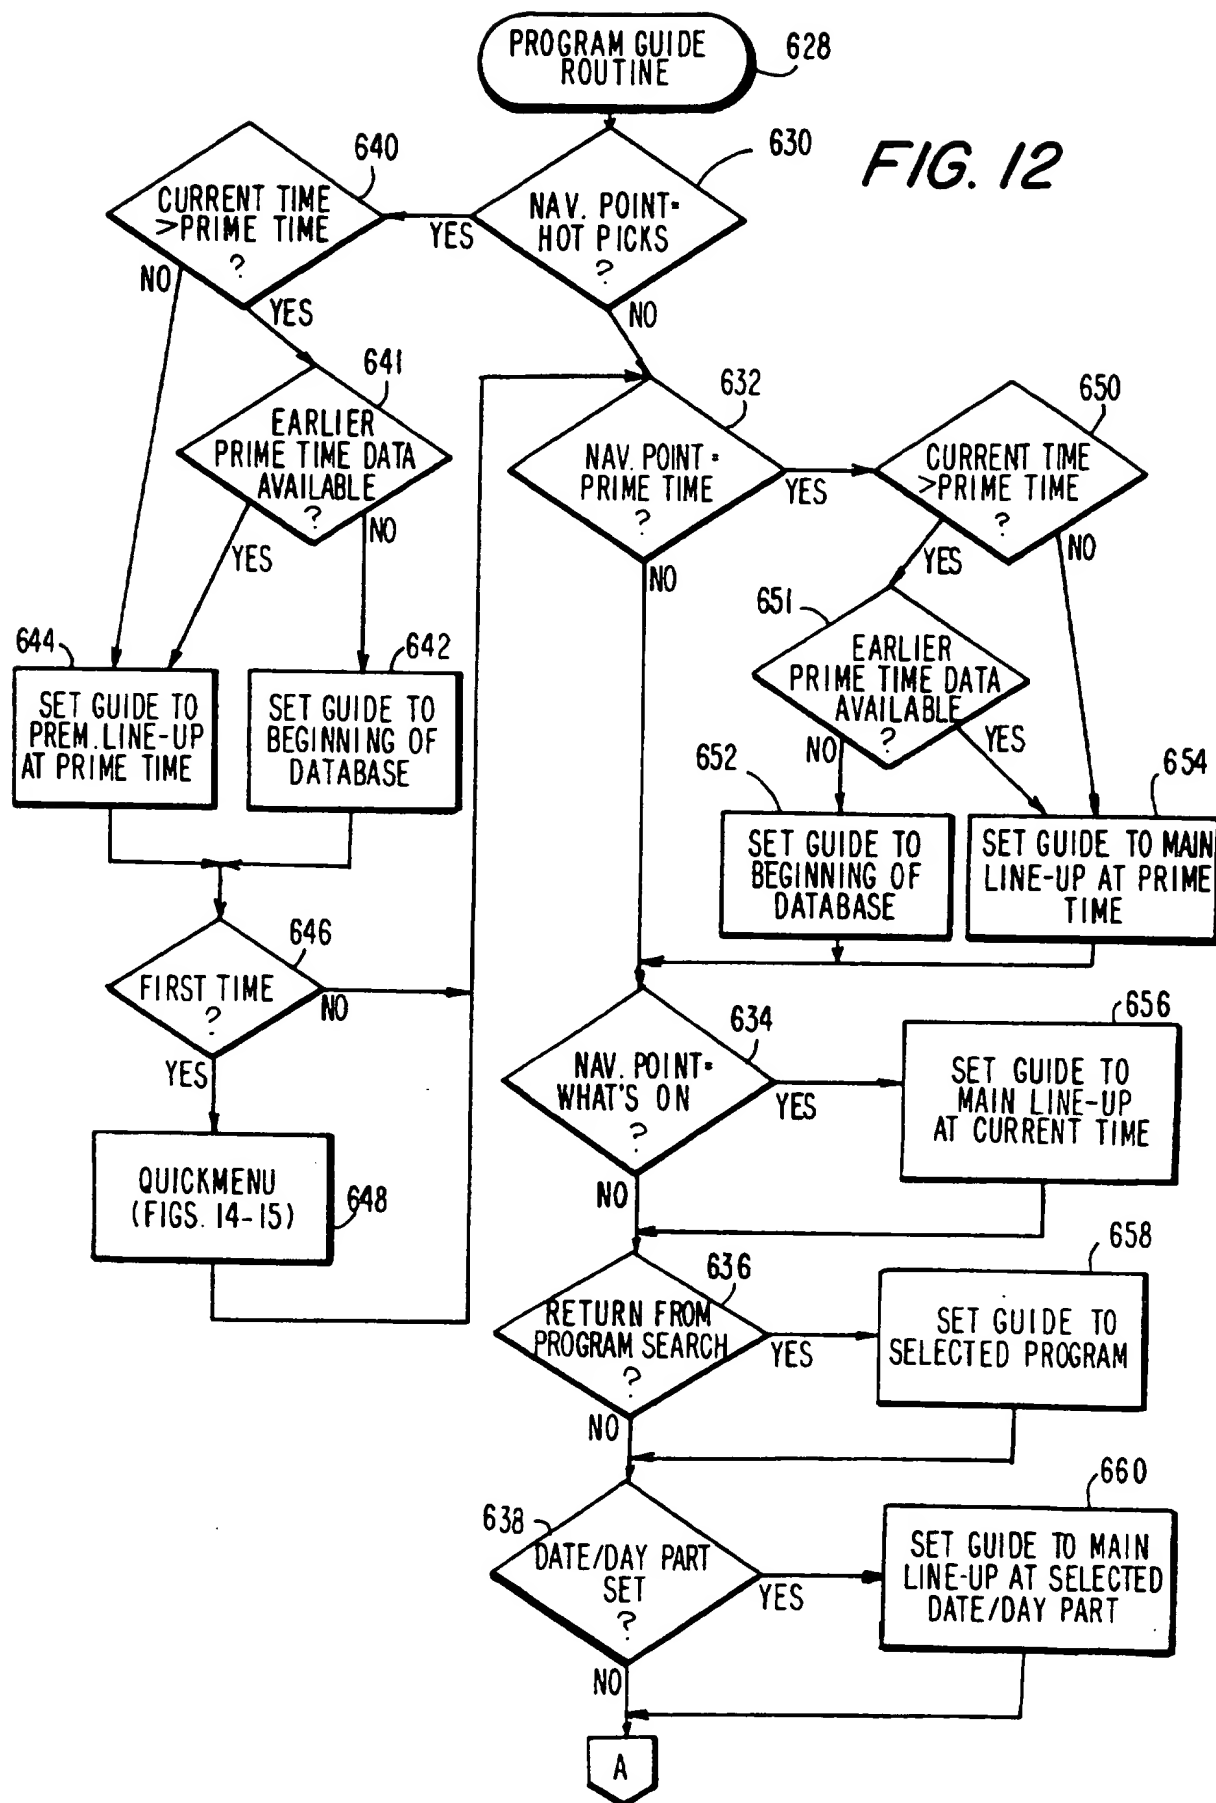 PROGRAM GUIDE
ROUTINE
628
FIG. 12
640
CURRENT TIME
>PRIME TIME
?
NO
YES
630
NAV. POINT=
HOT PICKS
?
YES
NO
641
EARLIER
PRIME TIME DATA
AVAILABLE
?
YES
NO
632
NAV. POINT=
PRIME TIME
?
YES
NO
650
CURRENT TIME
>PRIME TIME
?
YES
NO
651
EARLIER
PRIME TIME DATA
AVAILABLE
?
NO
YES
644
SET GUIDE TO
PREM. LINE-UP
AT PRIME TIME
642
SET GUIDE TO
BEGINNING OF
DATABASE
652
SET GUIDE TO
BEGINNING OF
DATABASE
654
SET GUIDE TO MAIN
LINE-UP AT PRIME
TIME
646
FIRST TIME
?
NO
YES
QUICKMENU
(FIGS. 14-15)
648
634
NAV. POINT=
WHAT'S ON
?
YES
NO
656
SET GUIDE TO
MAIN LINE-UP
AT CURRENT TIME
636
RETURN FROM
PROGRAM SEARCH
?
YES
NO
658
SET GUIDE TO
SELECTED PROGRAM
638
DATE/DAY PART
SET
?
YES
NO
660
SET GUIDE TO MAIN
LINE-UP AT SELECTED
DATE/DAY PART
A